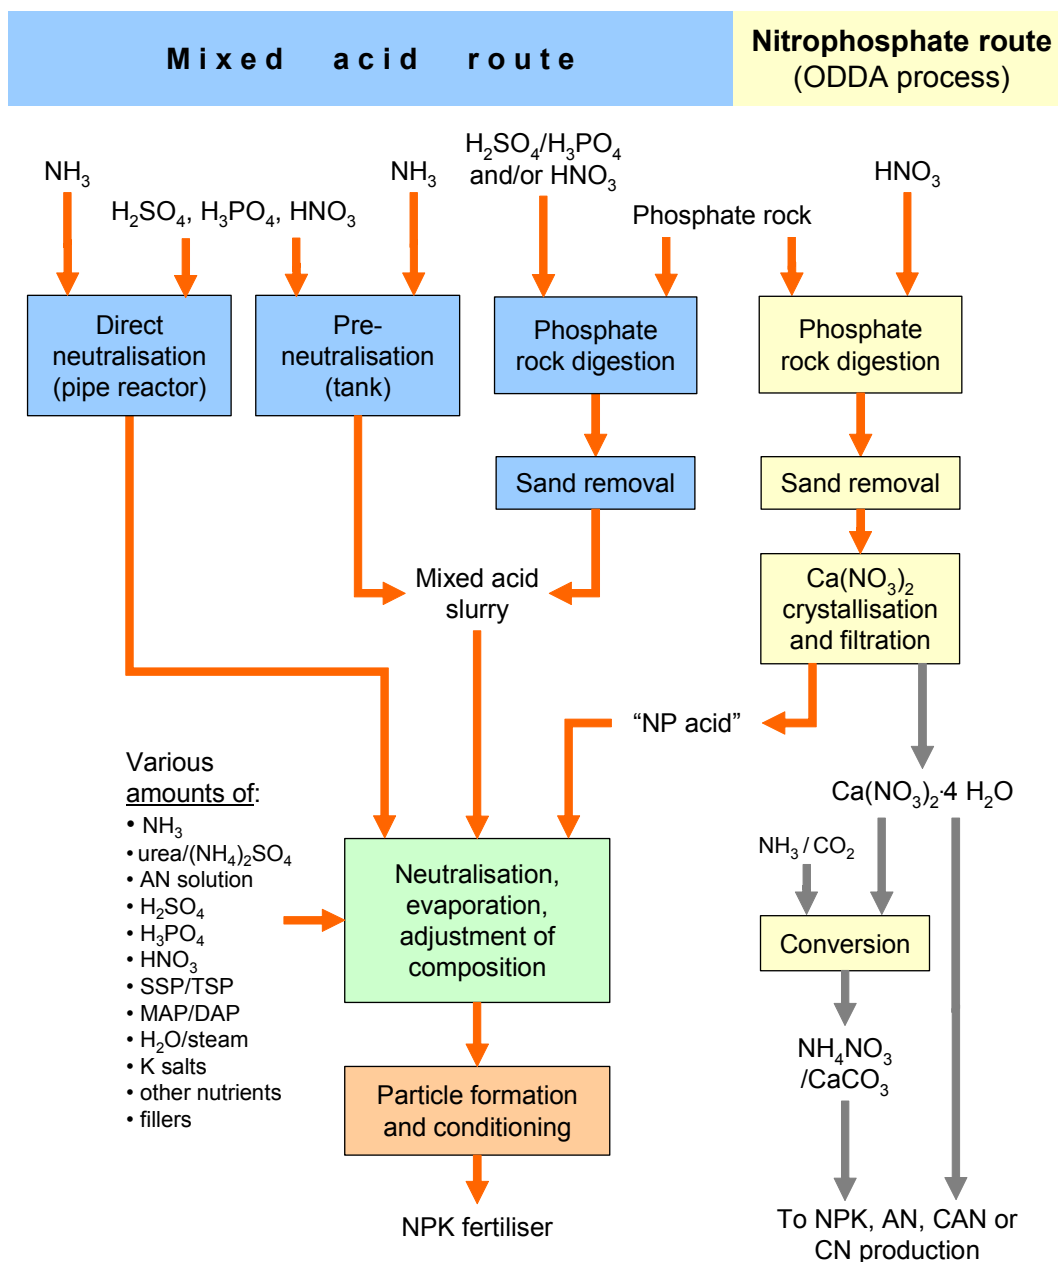 Mixed acid route
Nitrophosphate route
(ODDA process)
NH₃
H₂SO₄, H₃PO₄, HNO₃
NH₃
H₂SO₄/H₃PO₄
and/or HNO₃
Phosphate rock
HNO₃
Direct
neutralisation
(pipe reactor)
Pre-
neutralisation
(tank)
Phosphate
rock digestion
Phosphate
rock digestion
Sand removal
Sand removal
Mixed acid
slurry
Ca(NO₃)₂
crystallisation
and filtration
"NP acid"
Ca(NO₃)₂·4 H₂O
Various
amounts of:
• NH₃
• urea/(NH₄)₂SO₄
• AN solution
• H₂SO₄
• H₃PO₄
• HNO₃
• SSP/TSP
• MAP/DAP
• H₂O/steam
• K salts
• other nutrients
• fillers
Neutralisation,
evaporation,
adjustment of
composition
NH₃ / CO₂
Conversion
NH₄NO₃
/CaCO₃
Particle formation
and conditioning
NPK fertiliser
To NPK, AN, CAN or
CN production